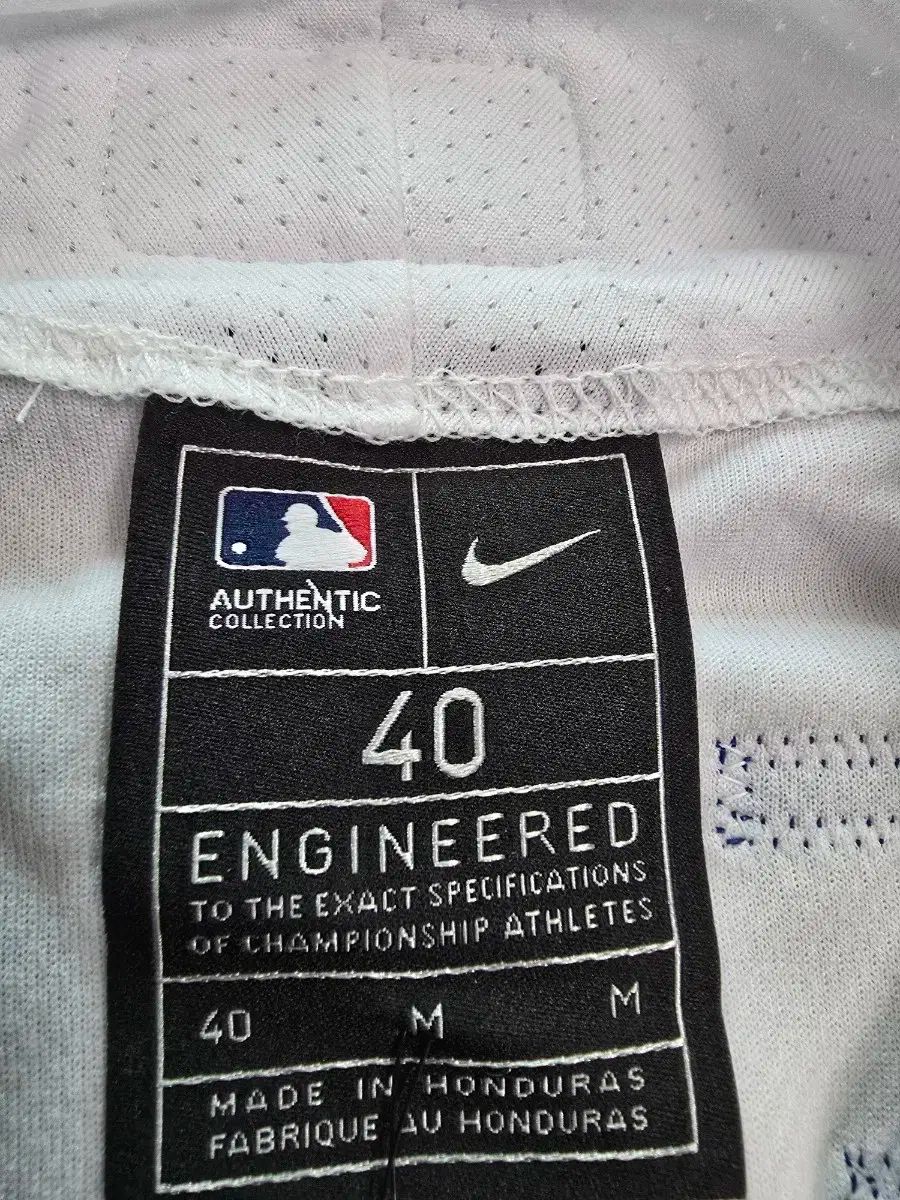 AUTHENTIC
COLLECTION
40
ENGINEERED
TO THE EXACT SPECIFICATIONS
OF CHAMPIONSHIP ATHLETES
40 M M
MADE IN HONDURAS
FABRIQUE AU HONDURAS